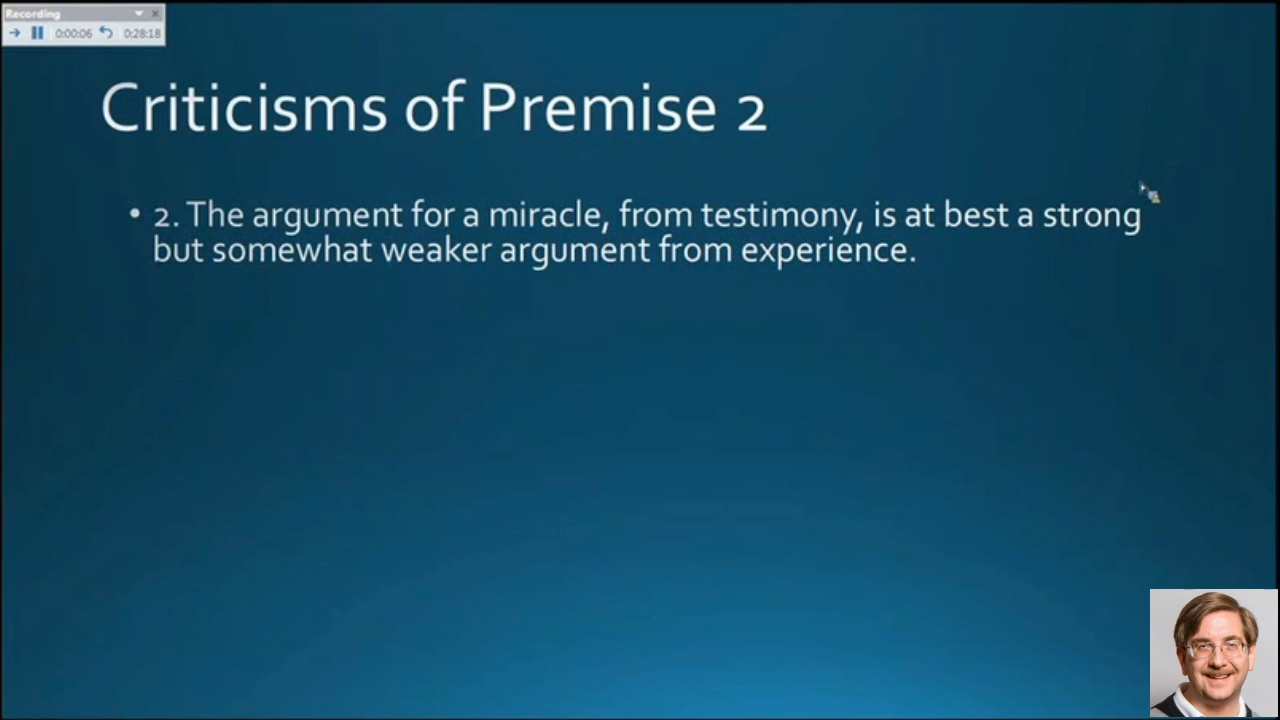 Recording
0:00:06 0:28:18
Criticisms of Premise 2
• 2. The argument for a miracle, from testimony, is at best a strong
but somewhat weaker argument from experience.